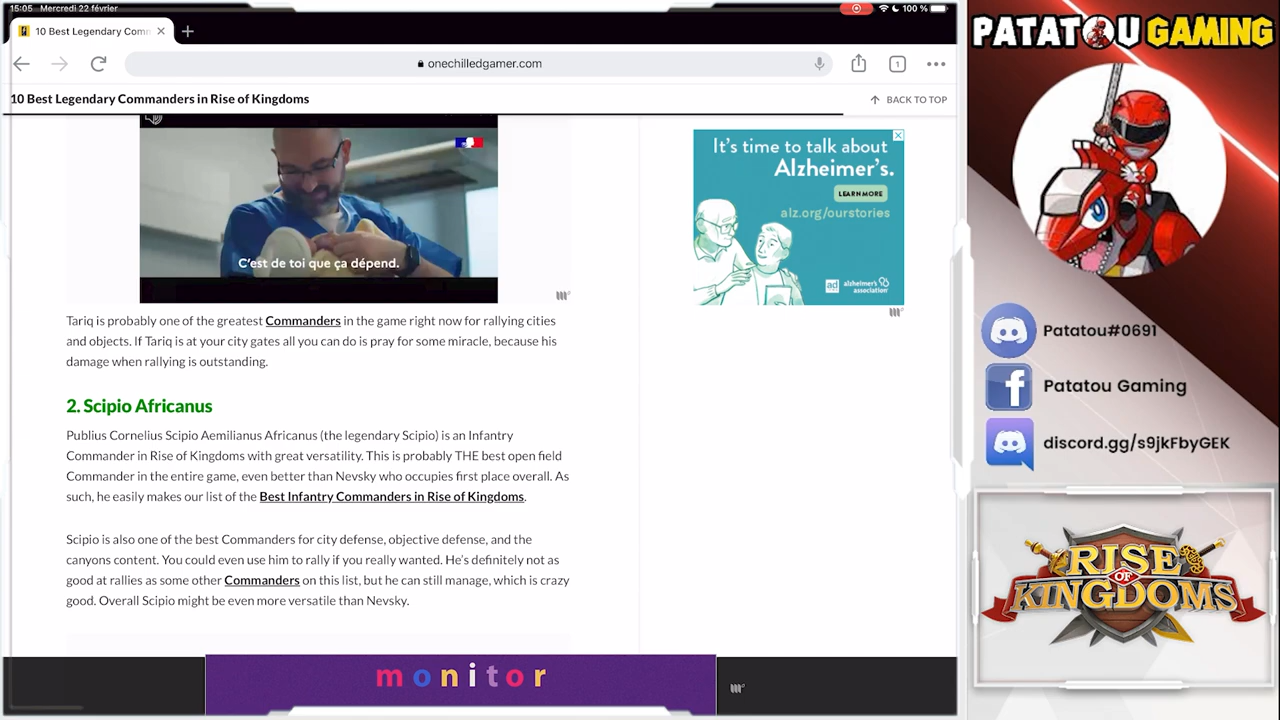 15:05 Mercredi 22 février
100 %
10 Best Legendary Comm
onechilledgamer.com
1
10 Best Legendary Commanders in Rise of Kingdoms
BACK TO TOP
C'est de toi que ça dépend.
It's time to talk about
Alzheimer's.
LEARN MORE
alz.org/ourstories
ad
alzheimer's
association
Tariq is probably one of the greatest Commanders in the game right now for rallying cities
and objects. If Tariq is at your city gates all you can do is pray for some miracle, because his
damage when rallying is outstanding.
2. Scipio Africanus
Publius Cornelius Scipio Aemilianus Africanus (the legendary Scipio) is an Infantry
Commander in Rise of Kingdoms with great versatility. This is probably THE best open field
Commander in the entire game, even better than Nevsky who occupies first place overall. As
such, he easily makes our list of the Best Infantry Commanders in Rise of Kingdoms.
Scipio is also one of the best Commanders for city defense, objective defense, and the
canyons content. You could even use him to rally if you really wanted. He's definitely not as
good at rallies as some other Commanders on this list, but he can still manage, which is crazy
good. Overall Scipio might be even more versatile than Nevsky.
monitor
PATATOU GAMING
Patatou#0691
Patatou Gaming
discord.gg/s9jkFbyGEK
RISE
OF
KINGDOMS